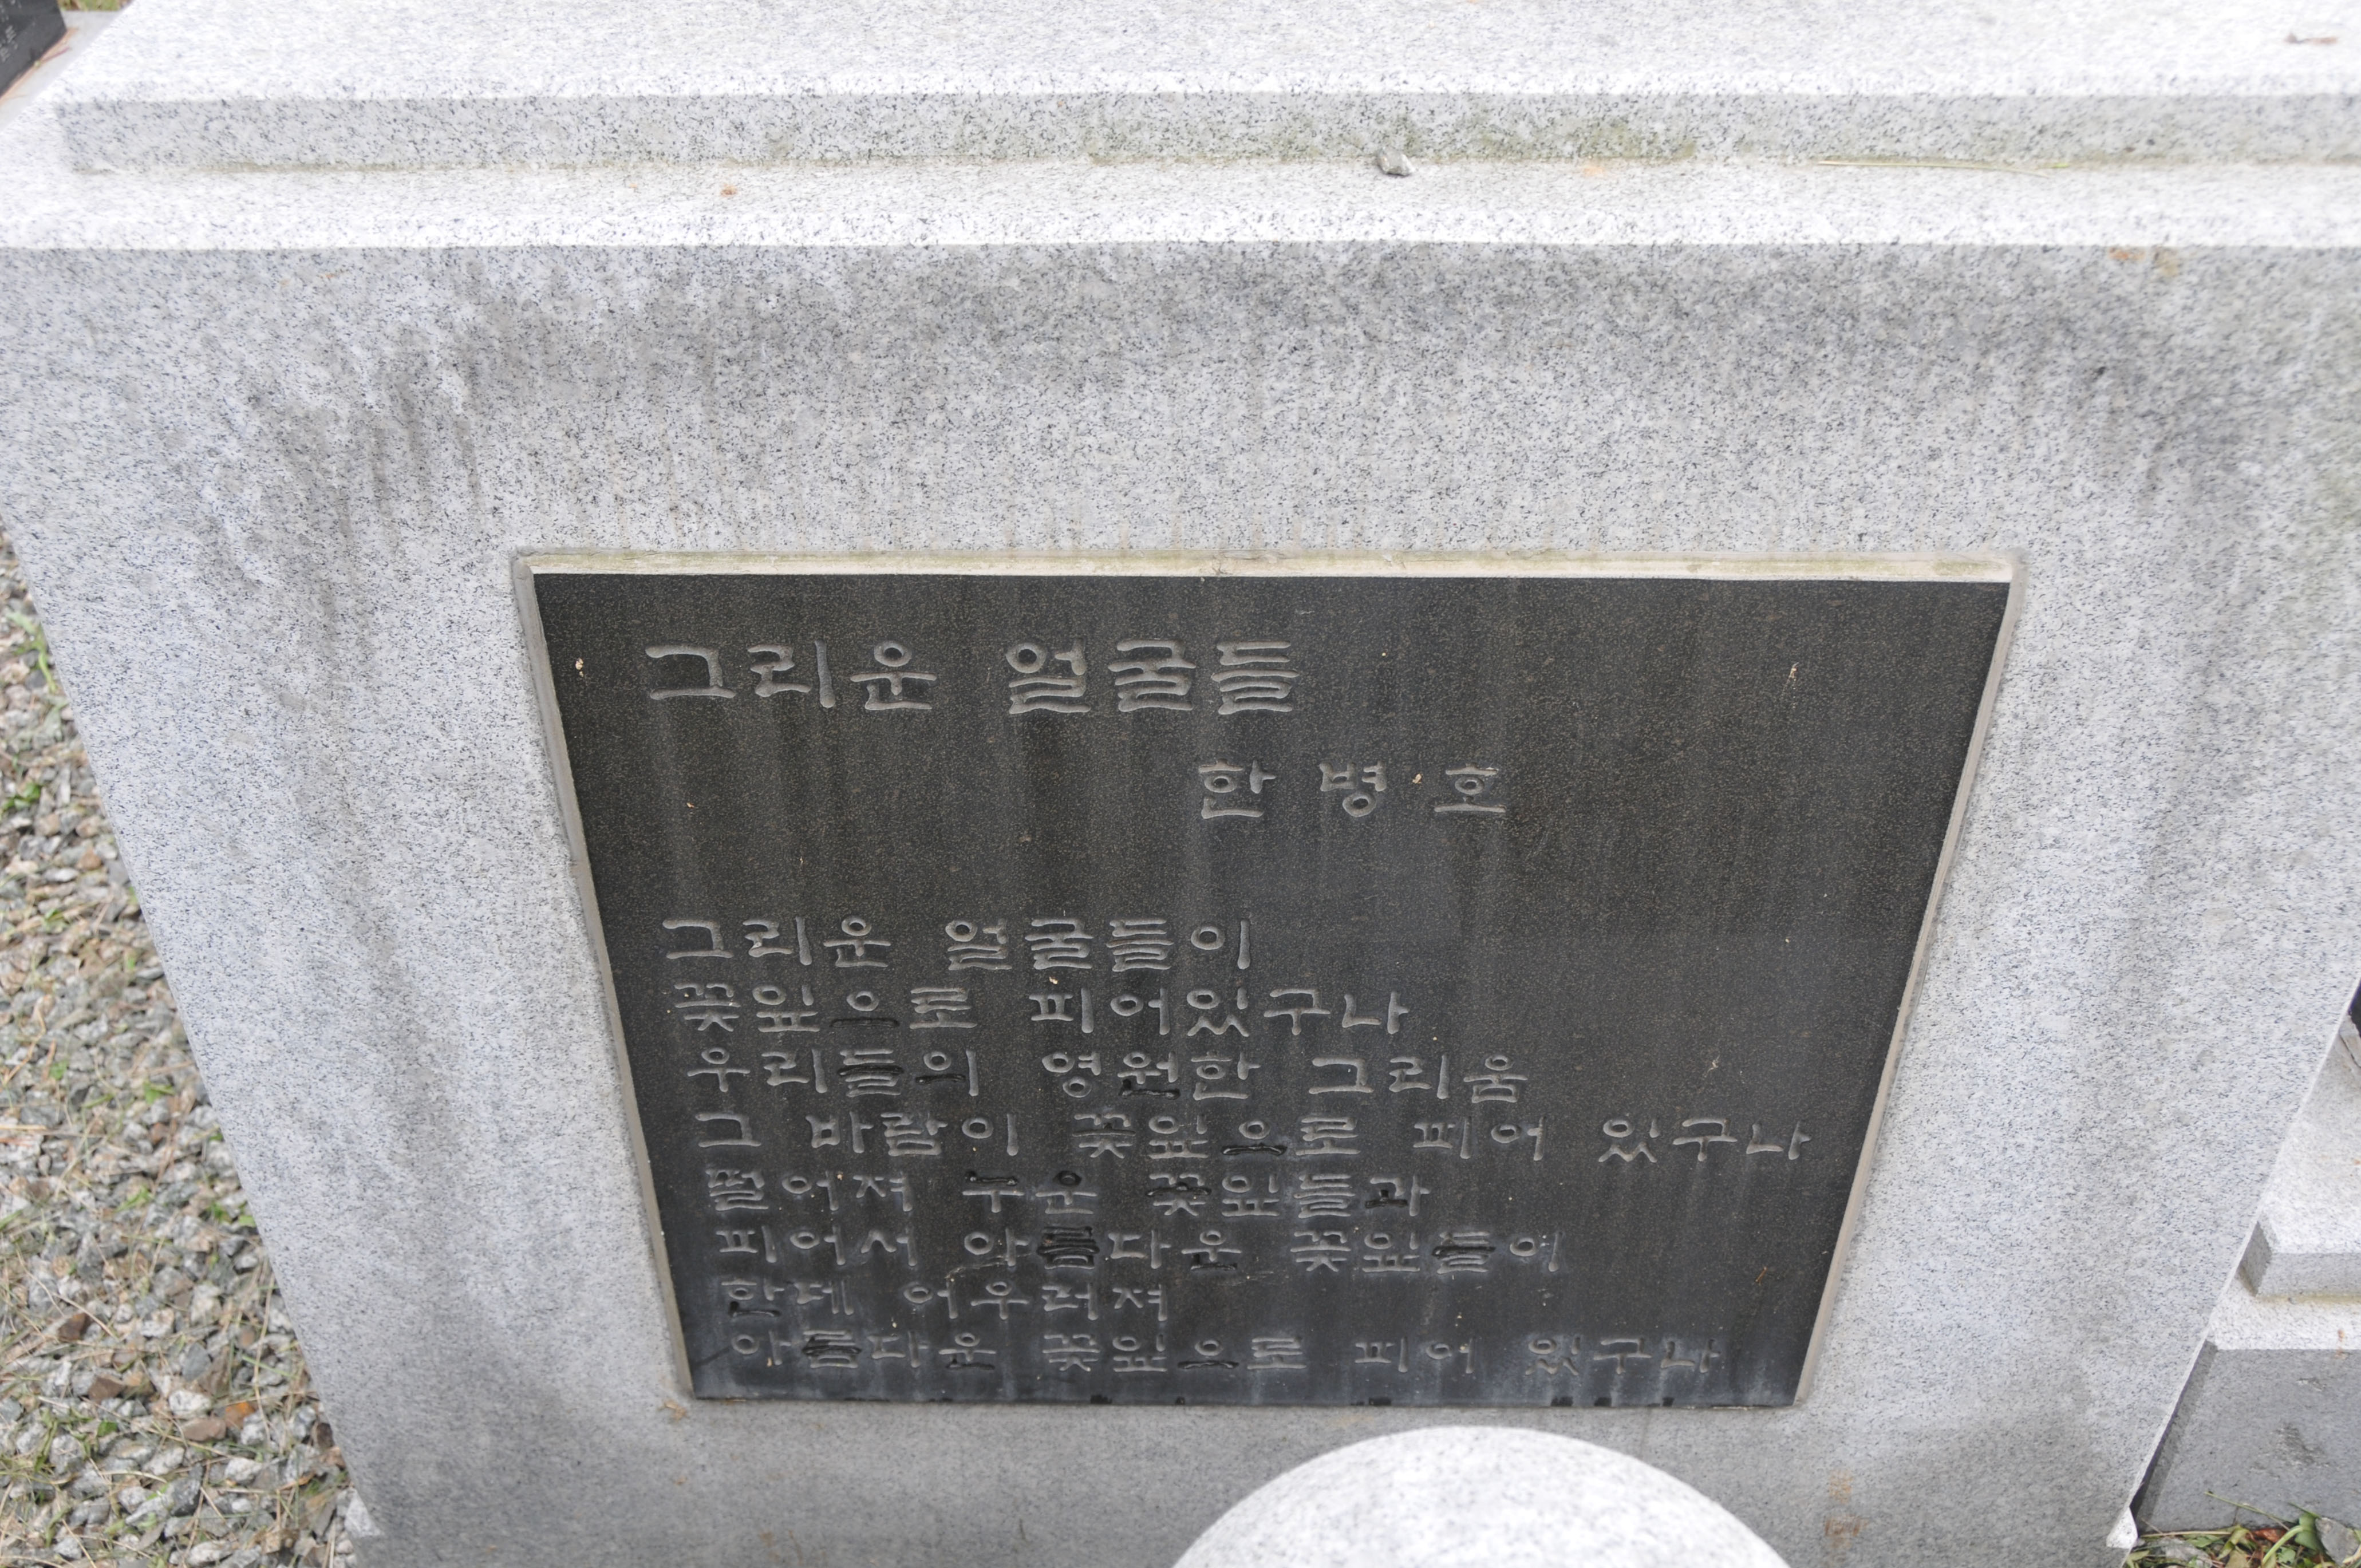 그리운 얼굴들
한 병 호
그리운 얼굴들이
꽃잎으로 피어있구나
우리들의 영원한 그리움
그 바람이 꽃잎으로 피어 있구나
떨어져 누운 꽃잎들과
피어서 아름다운 꽃잎들이
한데 어우러져
아름다운 꽃잎으로 피어 있구나